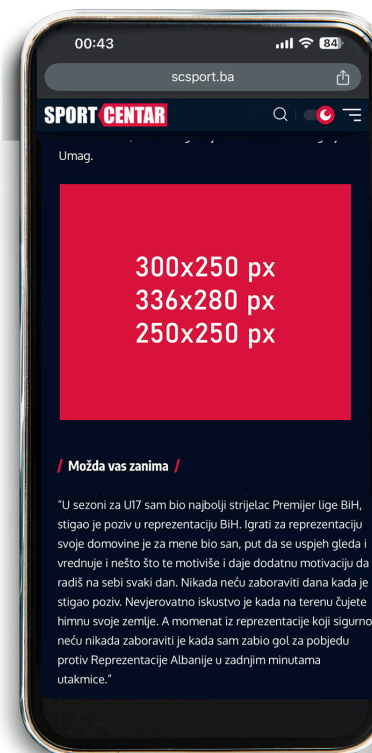 00:43
84
scsport.ba
SPORT CENTAR
Umag.
300x250 px
336x280 px
250x250 px
/ Možda vas zanima /
"U sezoni za U17 sam bio najbolji strijelac Premijer lige BiH,
stigao je poziv u reprezentaciju BiH. Igrati za reprezentaciju
svoje domovine je za mene bio san, put da se uspjeh gleda i
vrednuje i nešto što te motiviše i daje dodatnu motivaciju da
radiš na sebi svaki dan. Nikada neću zaboraviti dana kada je
stigao poziv. Nevjerovatno iskustvo je kada na terenu čujete
himnu svoje zemlje. A momenat iz reprezentacije koji sigurno
neću nikada zaboraviti je kada sam zabio gol za pobjedu
protiv Reprezentacije Albanije u zadnjim minutama
utakmice."